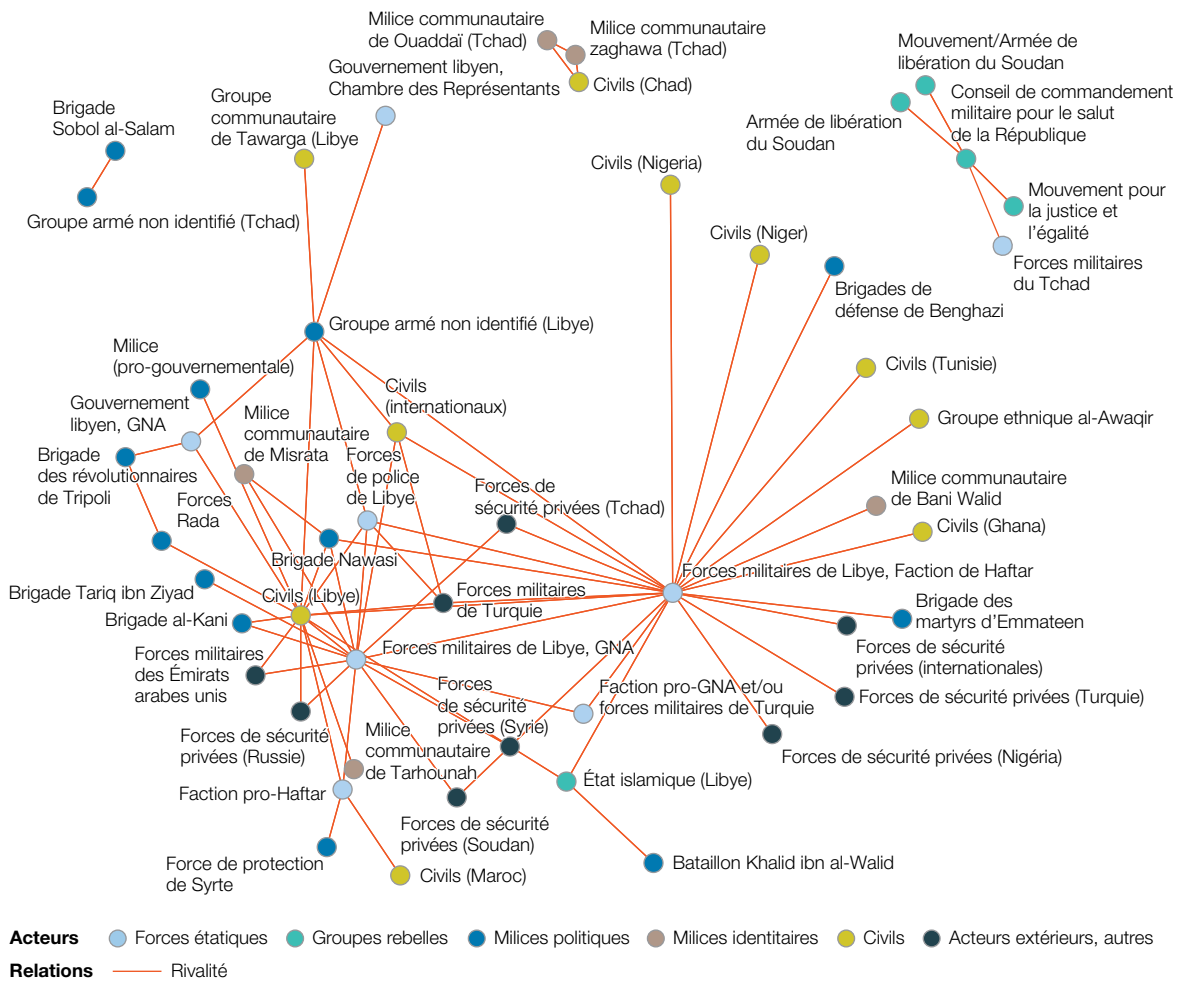 Milice communautaire
de Ouaddaï (Tchad)
Milice communautaire
zaghawa (Tchad)
Civils (Chad)
Gouvernement libyen,
Chambre des Représentants
Mouvement/Armée de
libération du Soudan
Conseil de commandement
militaire pour le salut
de la République
Armée de libération
du Soudan
Mouvement pour
la justice et
l'égalité
Forces militaires
du Tchad
Brigade
Sobol al-Salam
Groupe
communautaire
de Tawarga (Libye
Groupe armé non identifié (Tchad)
Civils (Nigeria)
Civils (Niger)
Brigades de
défense de Benghazi
Groupe armé non identifié (Libye)
Milice
(pro-gouvernementale)
Civils (Tunisie)
Gouvernement
libyen, GNA
Milice
communautaire
de Misrata
Civils
(internationaux)
Groupe ethnique al-Awaqir
Brigade
des révolutionnaires
de Tripoli
Forces
de police
de Libye
Forces de
sécurité privées (Tchad)
Milice communautaire
de Bani Walid
Forces
Rada
Civils (Ghana)
Brigade Nawasi
Forces militaires de Libye, Faction de Haftar
Brigade Tariq ibn Ziyad
Civils (Libye)
Forces militaires
de Turquie
Brigade des
martyrs d'Emmateen
Brigade al-Kani
Forces militaires
des Émirats
arabes unis
Forces militaires de Libye, GNA
Forces de sécurité
privées (internationales)
Forces
de sécurité
privées (Syrie)
Faction pro-GNA et/ou
forces militaires de Turquie
Forces de sécurité privées (Turquie)
Forces de sécurité
privées (Russie)
Milice
communautaire
de Tarhounah
Forces de sécurité privées (Nigéria)
Faction pro-Haftar
État islamique (Libye)
Forces de sécurité
privées (Soudan)
Force de protection
de Syrte
Civils (Maroc)
Bataillon Khalid ibn al-Walid
Acteurs Forces étatiques Groupes rebelles Milices politiques Milices identitaires Civils Acteurs extérieurs, autres
Relations Rivalité